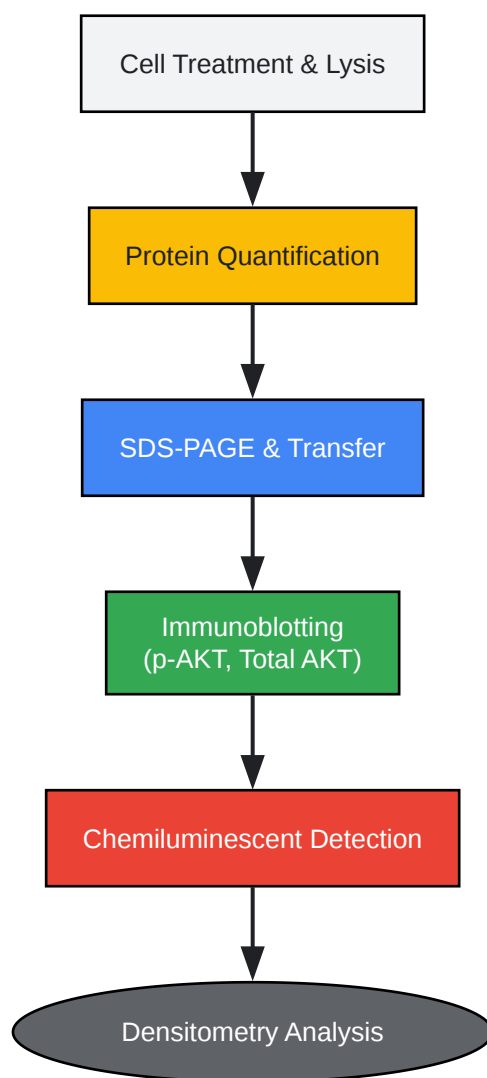 Cell Treatment & Lysis
Protein Quantification
SDS-PAGE & Transfer
Immunoblotting
(p-AKT, Total AKT)
Chemiluminescent Detection
Densitometry Analysis